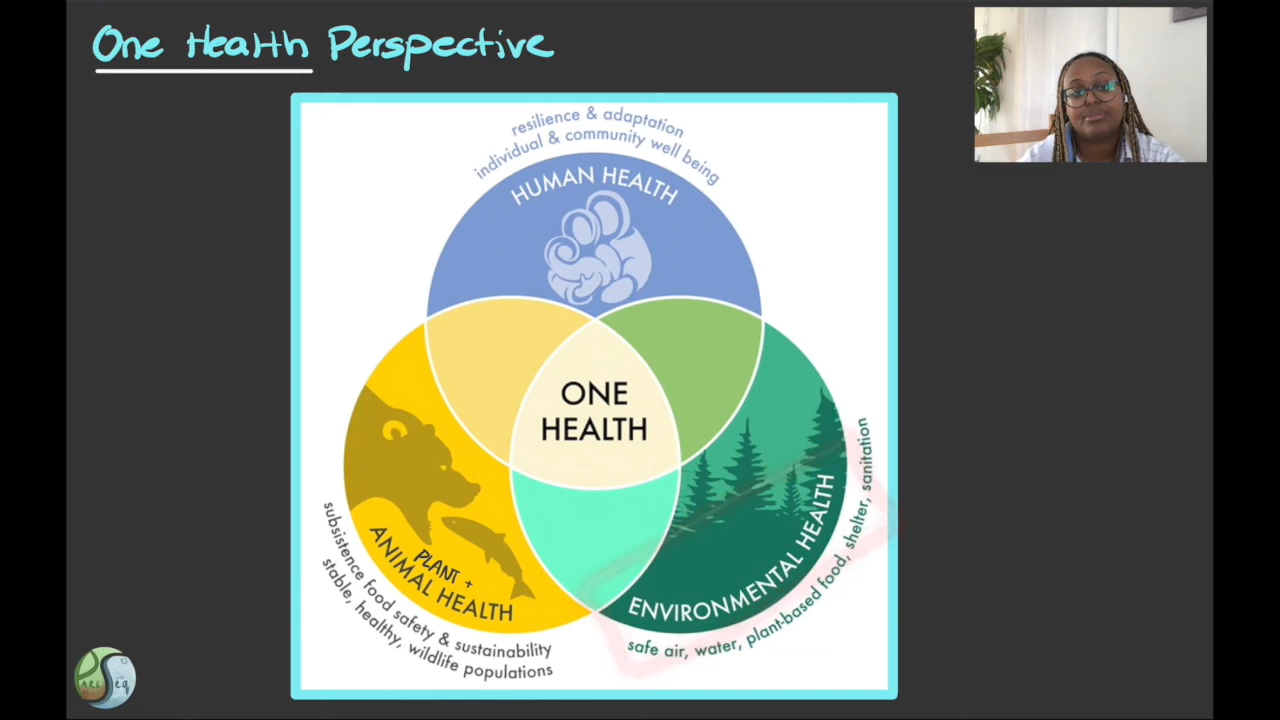 One Health Perspective
resilience & adaptation
individual & community well being
HUMAN HEALTH
ONE
HEALTH
PLANT +
ANIMAL HEALTH
subsistence food safety & sustainability
stable, healthy, wildlife populations
ENVIRONMENTAL HEALTH
safe air, water, plant-based food, shelter, sanitation